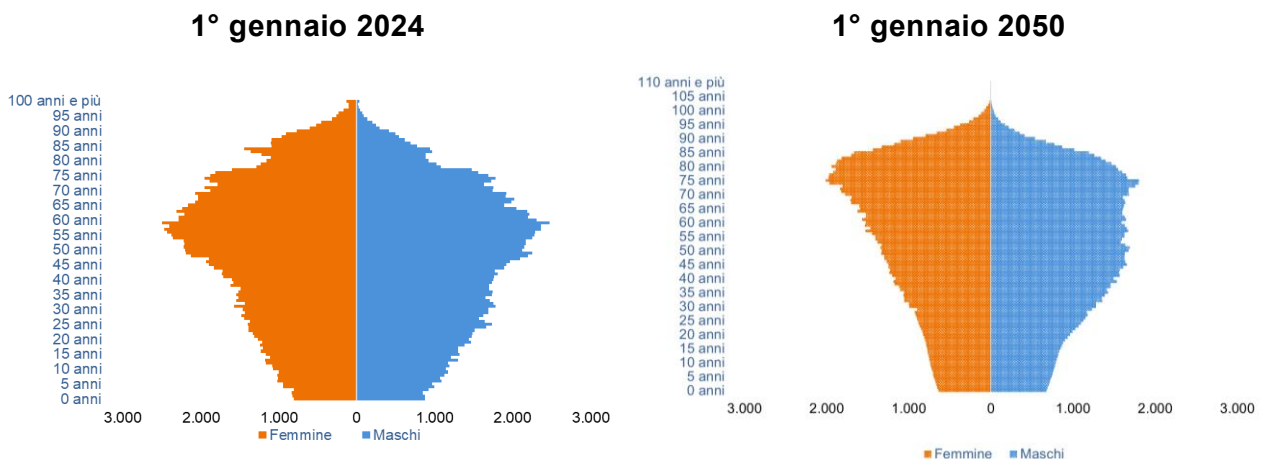 1° gennaio 2024
100 anni e più
95 anni
90 anni
85 anni
80 anni
75 anni
70 anni
65 anni
60 anni
55 anni
50 anni
45 anni
40 anni
35 anni
30 anni
25 anni
20 anni
15 anni
10 anni
5 anni
0 anni
3.000 2.000 1.000 0 1.000 2.000 3.000
Femmine Maschi
1° gennaio 2050
110 anni e più
105 anni
100 anni
95 anni
90 anni
85 anni
80 anni
75 anni
70 anni
65 anni
60 anni
55 anni
50 anni
45 anni
40 anni
35 anni
30 anni
25 anni
20 anni
15 anni
10 anni
5 anni
0 anni
3.000 2.000 1.000 0 1.000 2.000 3.000
Femmine Maschi